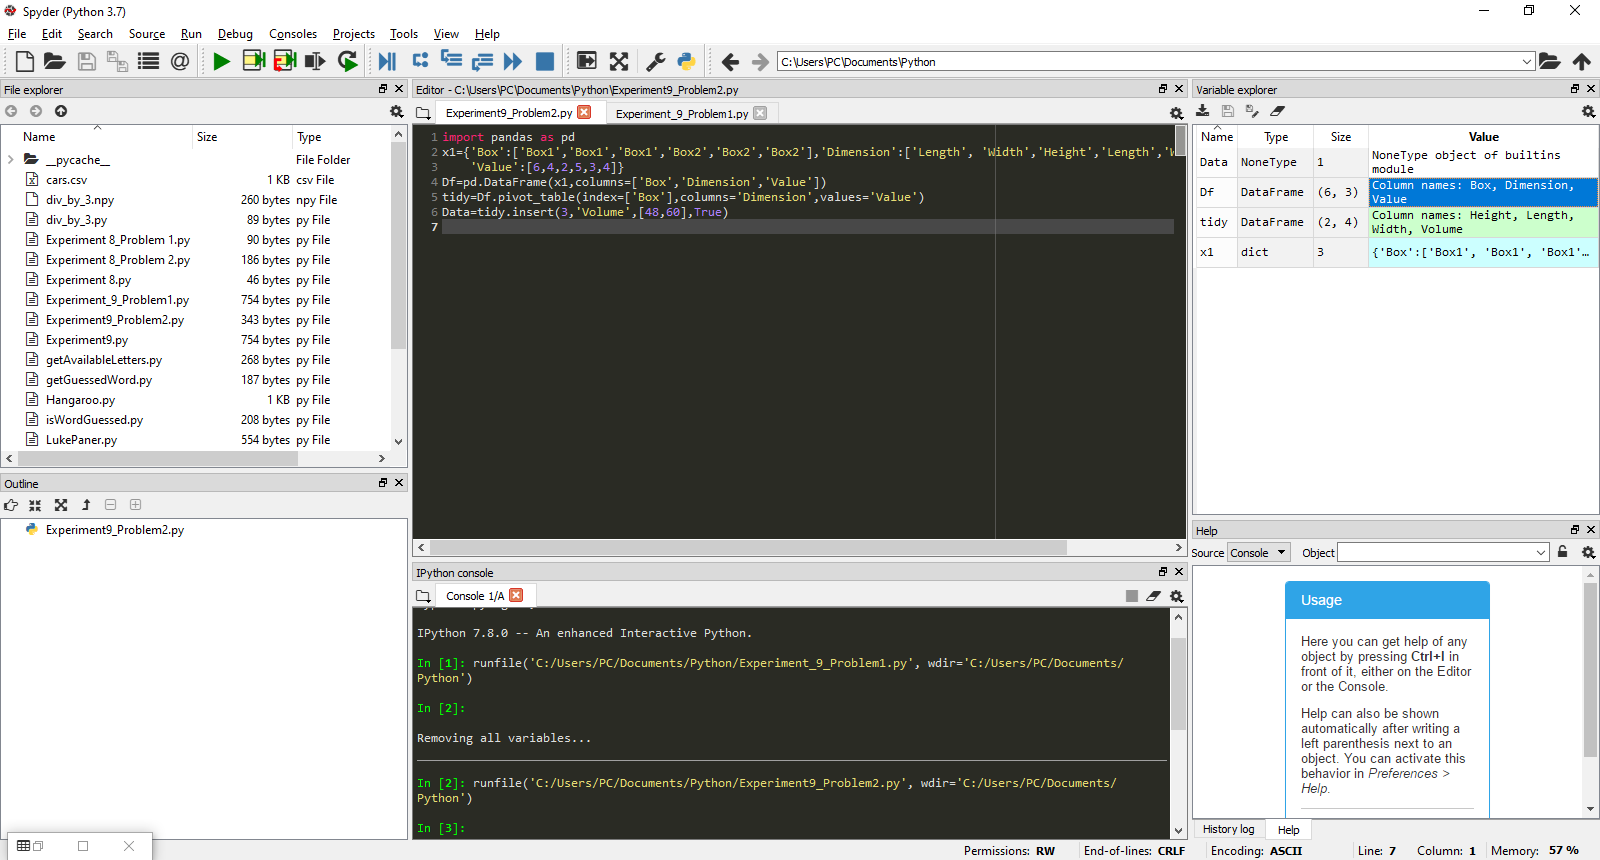 Spyder (Python 3.7)
File Edit Search Source Run Debug Consoles Projects Tools View Help
C:\Users\PC\Documents\Python
File explorer
Name Size Type
__pycache__ File Folder
cars.csv 1 KB csv File
div_by_3.npy 260 bytes npy File
div_by_3.py 89 bytes py File
Experiment 8_Problem 1.py 90 bytes py File
Experiment 8_Problem 2.py 186 bytes py File
Experiment 8.py 46 bytes py File
Experiment_9_Problem1.py 754 bytes py File
Experiment9_Problem2.py 343 bytes py File
Experiment9.py 754 bytes py File
getAvailableLetters.py 268 bytes py File
getGuessedWord.py 187 bytes py File
Hangaroo.py 1 KB py File
isWordGuessed.py 208 bytes py File
LukePaner.py 554 bytes py File
Outline
Experiment9_Problem2.py
Editor - C:\Users\PC\Documents\Python\Experiment9_Problem2.py
Experiment9_Problem2.py Experiment_9_Problem1.py
1 import pandas as pd
2 x1={'Box':['Box1','Box1','Box1','Box2','Box2','Box2'],'Dimension':['Length', 'Width','Height','Length','W
3 'Value':[6,4,2,5,3,4]}
4 Df=pd.DataFrame(x1,columns=['Box','Dimension','Value'])
5 tidy=Df.pivot_table(index=['Box'],columns='Dimension',values='Value')
6 Data=tidy.insert(3,'Volume',[48,60],True)
7
IPython console
Console 1/A
IPython 7.8.0 -- An enhanced Interactive Python.
In [1]: runfile('C:/Users/PC/Documents/Python/Experiment_9_Problem1.py', wdir='C:/Users/PC/Documents/
Python')
In [2]:
Removing all variables...
In [2]: runfile('C:/Users/PC/Documents/Python/Experiment9_Problem2.py', wdir='C:/Users/PC/Documents/
Python')
In [3]:
Variable explorer
Name Type Size Value
Data NoneType 1 NoneType object of builtins
module
Df DataFrame (6, 3) Column names: Box, Dimension,
Value
tidy DataFrame (2, 4) Column names: Height, Length,
Width, Volume
x1 dict 3 {'Box':['Box1', 'Box1', 'Box1'…
Help
Source Console Object
Usage
Here you can get help of any
object by pressing Ctrl+I in
front of it, either on the Editor
or the Console.
Help can also be shown
automatically after writing a
left parenthesis next to an
object. You can activate this
behavior in Preferences >
Help.
History log Help
Permissions: RW End-of-lines: CRLF Encoding: ASCII Line: 7 Column: 1 Memory: 57 %